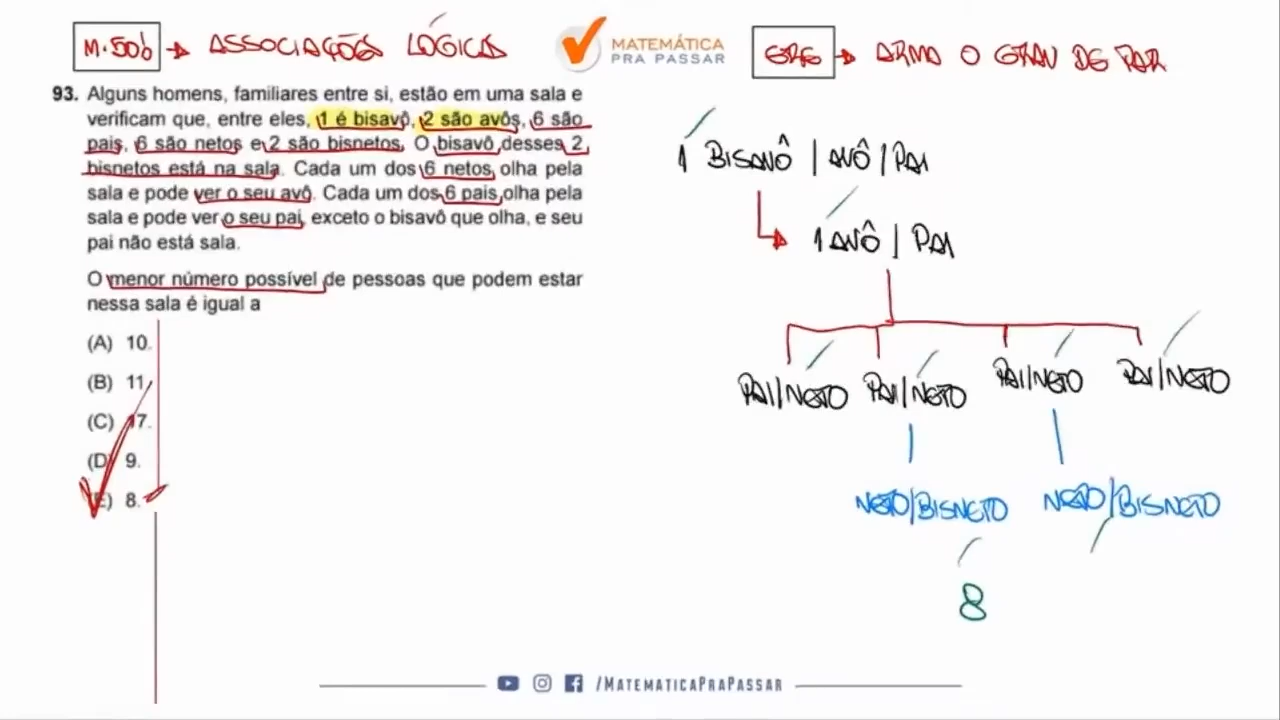 M.506 → ASSOCIAÇÕES LÓGICAS
MATEMÁTICA
PRA PASSAR
→ ARMA O GRAU DE PAR
93. Alguns homens, familiares entre si, estão em uma sala e
verificam que, entre eles, 1 é bisavô, 2 são avôs, 6 são
pais, 6 são netos e 2 são bisnetos. O bisavô desses 2
bisnetos está na sala. Cada um dos 6 netos olha pela
sala e pode ver o seu avô. Cada um dos 6 pais olha pela
sala e pode ver o seu pai, exceto o bisavô que olha, e seu
pai não está sala.
O menor número possível de pessoas que podem estar
nessa sala é igual a
(A) 10.
(B) 11.
(C) 17.
(D) 9.
(E) 8.
1 BISAVÔ | AVÔ | PAI
1 AVÔ | PAI
PAI/NETO PAI/NETO PAI/NETO PAI/NETO
NETO/BISNETO NETO/BISNETO
8
/MATEMATICAPRAPASSAR